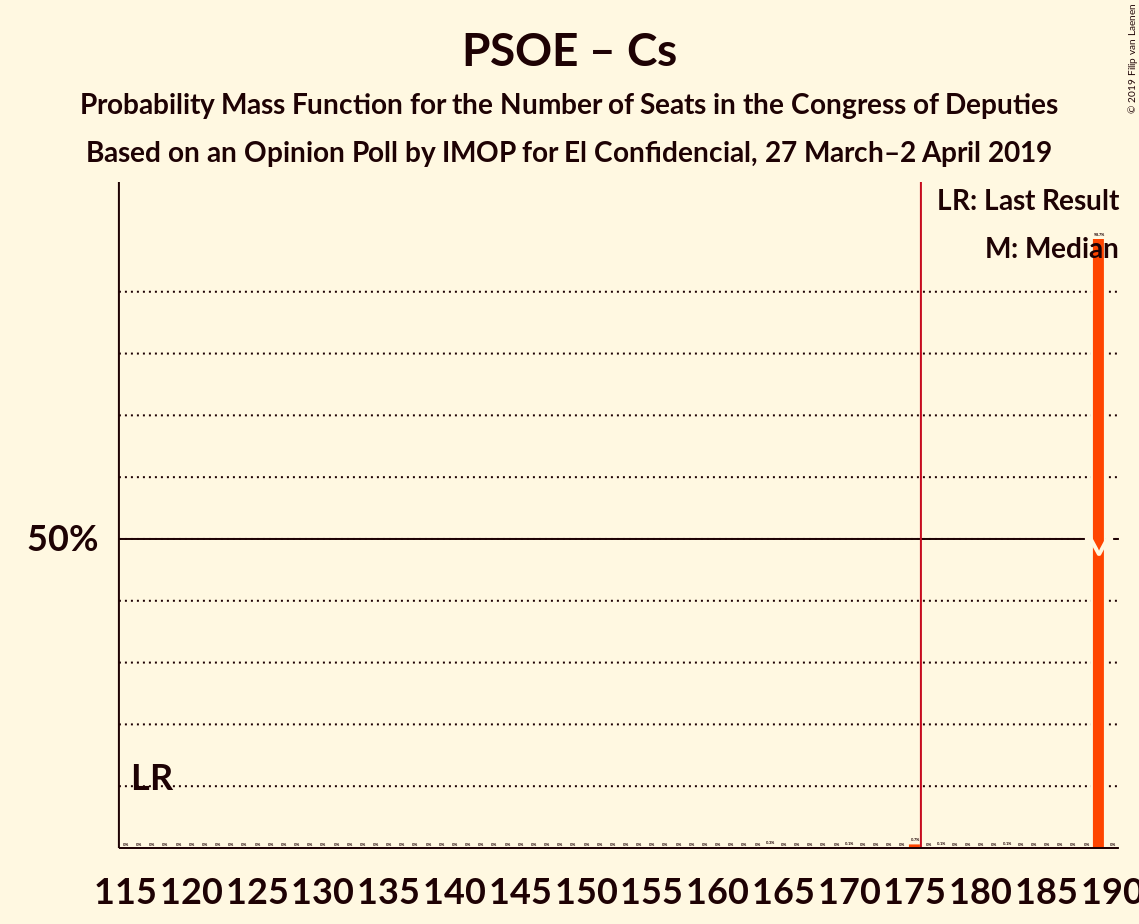 PSOE – Cs
Probability Mass Function for the Number of Seats in the Congress of Deputies
Based on an Opinion Poll by IMOP for El Confidencial, 27 March–2 April 2019
© 2019 Filip van Laenen
LR: Last Result
M: Median
50%
M
LR
115 120 125 130 135 140 145 150 155 160 165 170 175 180 185 190